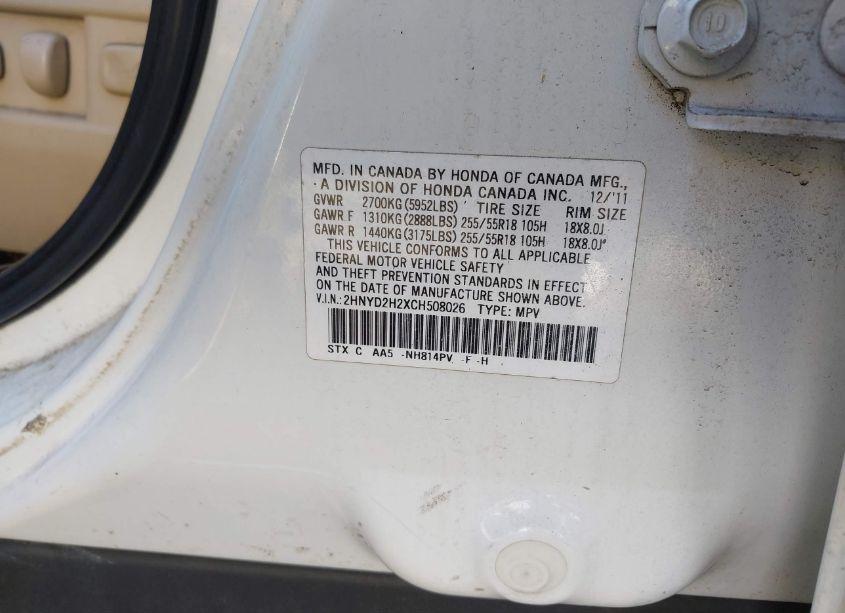 10
MFD. IN CANADA BY HONDA OF CANADA MFG.,
A DIVISION OF HONDA CANADA INC. 12/'11
GVWR 2700KG(5952LBS) TIRE SIZE RIM SIZE
GAWR F 1310KG(2888LBS) 255/55R18 105H 18X8.0J
GAWR R 1440KG(3175LBS) 255/55R18 105H 18X8.0J
THIS VEHICLE CONFORMS TO ALL APPLICABLE
FEDERAL MOTOR VEHICLE SAFETY
AND THEFT PREVENTION STANDARDS IN EFFECT
ON THE DATE OF MANUFACTURE SHOWN ABOVE.
V.I.N.:2HNYD2H2XCH508026 TYPE: MPV
STX C AA5 -NH814PV -F -H